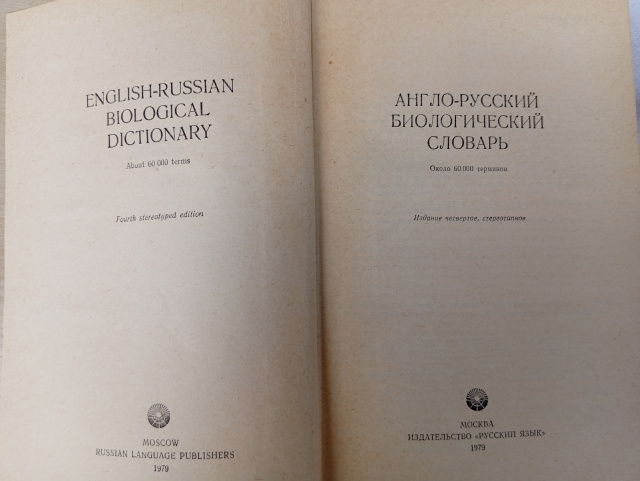 ENGLISH-RUSSIAN
BIOLOGICAL
DICTIONARY
About 60 000 terms
Fourth stereotyped edition
MOSCOW
RUSSIAN LANGUAGE PUBLISHERS
1979
АНГЛО-РУССКИЙ
БИОЛОГИЧЕСКИЙ
СЛОВАРЬ
Около 60 000 терминов
Издание четвертое, стереотипное
МОСКВА
ИЗДАТЕЛЬСТВО «РУССКИЙ ЯЗЫК»
1979